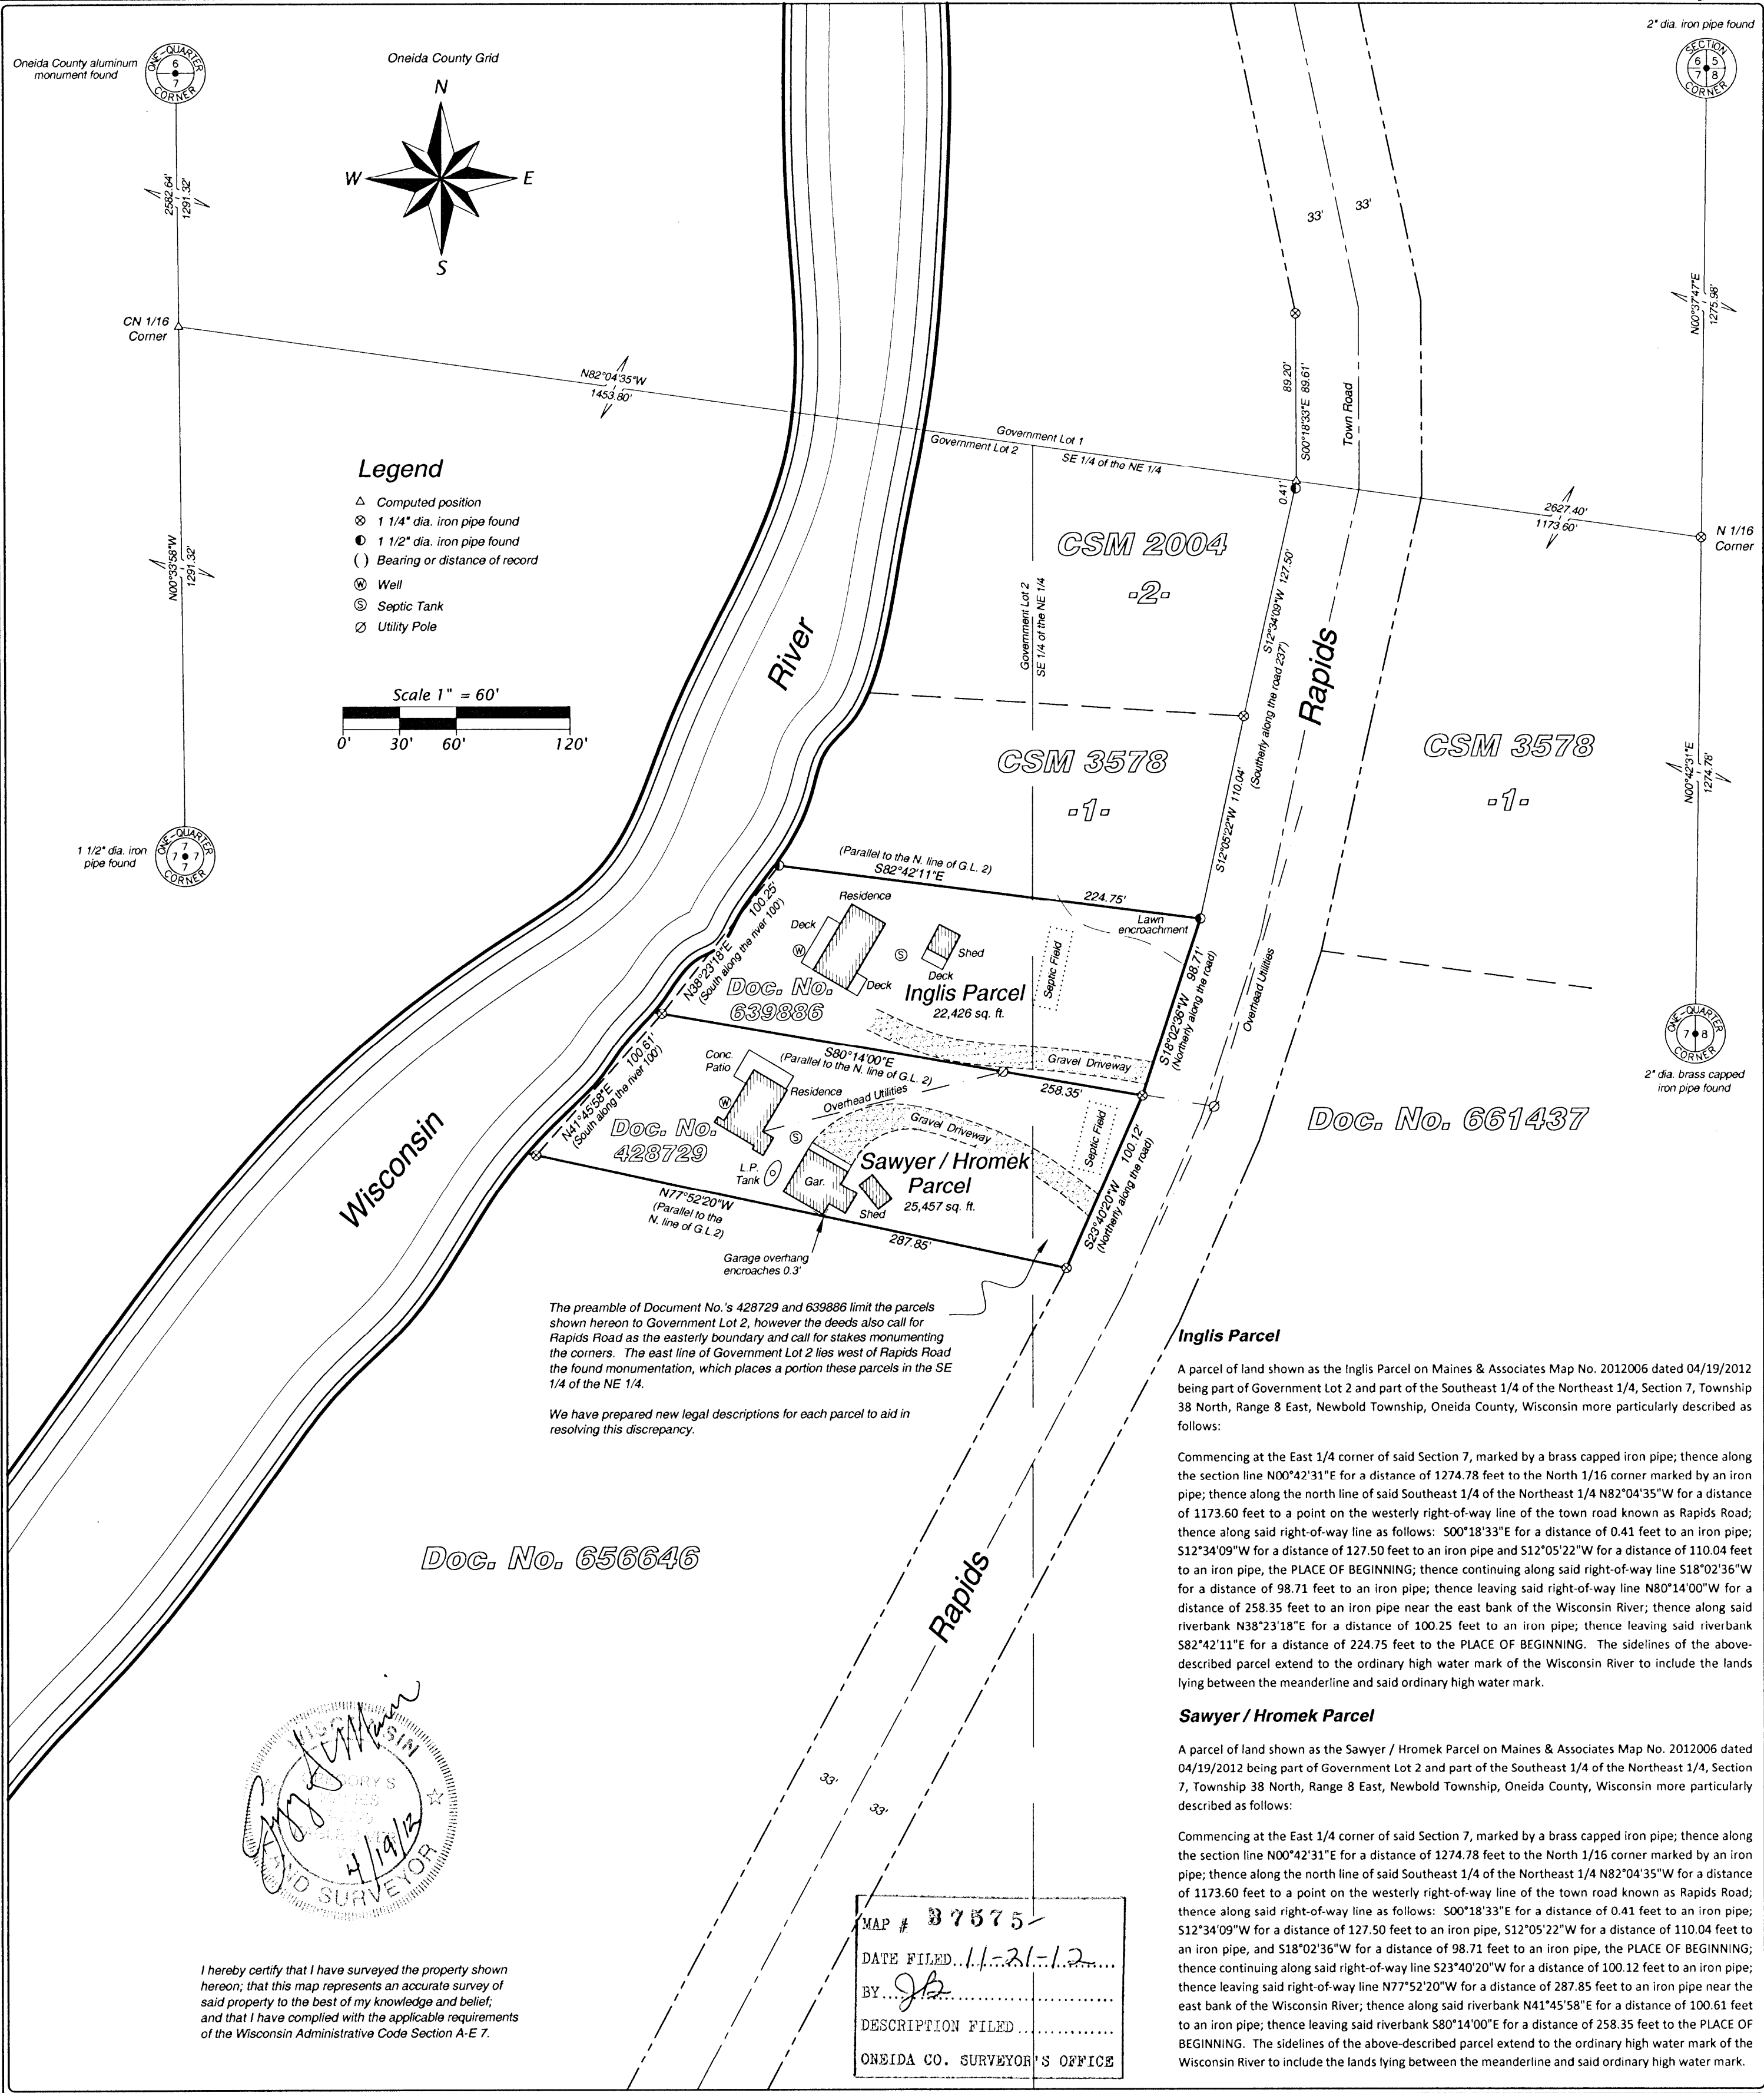 2" dia. iron pipe found
Oneida County aluminum
monument found
ONE-QUARTER
6
7
CORNER
Oneida County Grid
N
W
E
S
SECTION
6 5
7 8
CORNER
2582.64'
1291.32'
33'
33'
N00°37'47"E
1275.98'
CN 1/16
Corner
N82°04'35"W
1453.80'
89.20'
S00°18'33"E 89.61'
Town Road
Government Lot 1
Government Lot 2
SE 1/4 of the NE 1/4
0.41'
2627.40'
1173.60'
N 1/16
Corner
Legend
Computed position
1 1/4" dia. iron pipe found
1 1/2" dia. iron pipe found
( ) Bearing or distance of record
W Well
S Septic Tank
Utility Pole
N00°33'58"W
1291.32'
CSM 2004
-2-
Government Lot 2
SE 1/4 of the NE 1/4
S12°34'09"W 127.50'
(Southerly along the road 237')
River
Rapids
Scale 1" = 60'
0' 30' 60' 120'
CSM 3578
-1-
CSM 3578
-1-
N00°42'31"E
1274.78'
S12°05'22"W 110.04'
1 1/2" dia. iron
pipe found
ONE-QUARTER
7
7 7
7
CORNER
(Parallel to the N. line of G.L. 2)
S82°42'11"E
224.75'
100.25'
N38°23'18"E
(South along the river 100')
Residence
Deck
W
S
Shed
Deck
Deck
Lawn
encroachment
Septic Field
98.71'
S18°02'36"W
(Northerly along the road)
Overhead Utilities
Doc. No.
639886
Inglis Parcel
22,426 sq. ft.
ONE-QUARTER
7 8
CORNER
2" dia. brass capped
iron pipe found
Gravel Driveway
S80°14'00"E
(Parallel to the N. line of G.L. 2)
258.35'
100.61'
N41°45'58"E
(South along the river 100')
Conc.
Patio
Residence
Overhead Utilities
W
S
Gravel Driveway
Septic Field
100.12'
S23°40'20"W
(Northerly along the road)
Doc. No. 661437
Doc. No.
428729
L.P.
Tank
Gar.
Shed
Sawyer / Hromek
Parcel
25,457 sq. ft.
Wisconsin
N77°52'20"W
(Parallel to the
N. line of G.L.2)
287.85'
Garage overhang
encroaches 0.3'
The preamble of Document No.'s 428729 and 639886 limit the parcels
shown hereon to Government Lot 2, however the deeds also call for
Rapids Road as the easterly boundary and call for stakes monumenting
the corners. The east line of Government Lot 2 lies west of Rapids Road
the found monumentation, which places a portion these parcels in the SE
1/4 of the NE 1/4.
We have prepared new legal descriptions for each parcel to aid in
resolving this discrepancy.
Doc. No. 656646
Rapids
33'
33'
Inglis Parcel
A parcel of land shown as the Inglis Parcel on Maines & Associates Map No. 2012006 dated 04/19/2012
being part of Government Lot 2 and part of the Southeast 1/4 of the Northeast 1/4, Section 7, Township
38 North, Range 8 East, Newbold Township, Oneida County, Wisconsin more particularly described as
follows:
Commencing at the East 1/4 corner of said Section 7, marked by a brass capped iron pipe; thence along
the section line N00°42'31"E for a distance of 1274.78 feet to the North 1/16 corner marked by an iron
pipe; thence along the north line of said Southeast 1/4 of the Northeast 1/4 N82°04'35"W for a distance
of 1173.60 feet to a point on the westerly right-of-way line of the town road known as Rapids Road;
thence along said right-of-way line as follows: S00°18'33"E for a distance of 0.41 feet to an iron pipe;
S12°34'09"W for a distance of 127.50 feet to an iron pipe and S12°05'22"W for a distance of 110.04 feet
to an iron pipe, the PLACE OF BEGINNING; thence continuing along said right-of-way line S18°02'36"W
for a distance of 98.71 feet to an iron pipe; thence leaving said right-of-way line N80°14'00"W for a
distance of 258.35 feet to an iron pipe near the east bank of the Wisconsin River; thence along said
riverbank N38°23'18"E for a distance of 100.25 feet to an iron pipe; thence leaving said riverbank
S82°42'11"E for a distance of 224.75 feet to the PLACE OF BEGINNING. The sidelines of the above-
described parcel extend to the ordinary high water mark of the Wisconsin River to include the lands
lying between the meanderline and said ordinary high water mark.
Sawyer / Hromek Parcel
A parcel of land shown as the Sawyer / Hromek Parcel on Maines & Associates Map No. 2012006 dated
04/19/2012 being part of Government Lot 2 and part of the Southeast 1/4 of the Northeast 1/4, Section
7, Township 38 North, Range 8 East, Newbold Township, Oneida County, Wisconsin more particularly
described as follows:
Commencing at the East 1/4 corner of said Section 7, marked by a brass capped iron pipe; thence along
the section line N00°42'31"E for a distance of 1274.78 feet to the North 1/16 corner marked by an iron
pipe; thence along the north line of said Southeast 1/4 of the Northeast 1/4 N82°04'35"W for a distance
of 1173.60 feet to a point on the westerly right-of-way line of the town road known as Rapids Road;
thence along said right-of-way line as follows: S00°18'33"E for a distance of 0.41 feet to an iron pipe;
S12°34'09"W for a distance of 127.50 feet to an iron pipe, S12°05'22"W for a distance of 110.04 feet to
an iron pipe, and S18°02'36"W for a distance of 98.71 feet to an iron pipe, the PLACE OF BEGINNING;
thence continuing along said right-of-way line S23°40'20"W for a distance of 100.12 feet to an iron pipe;
thence leaving said right-of-way line N77°52'20"W for a distance of 287.85 feet to an iron pipe near the
east bank of the Wisconsin River; thence along said riverbank N41°45'58"E for a distance of 100.61 feet
to an iron pipe; thence leaving said riverbank S80°14'00"E for a distance of 258.35 feet to the PLACE OF
BEGINNING. The sidelines of the above-described parcel extend to the ordinary high water mark of the
Wisconsin River to include the lands lying between the meanderline and said ordinary high water mark.
WISCONSIN
GREGORY S
4/19/12
LAND SURVEYOR
I hereby certify that I have surveyed the property shown
hereon; that this map represents an accurate survey of
said property to the best of my knowledge and belief;
and that I have complied with the applicable requirements
of the Wisconsin Administrative Code Section A-E 7.
MAP # B7575
DATE FILED 11-21-12
BY
DESCRIPTION FILED
ONEIDA CO. SURVEYOR'S OFFICE